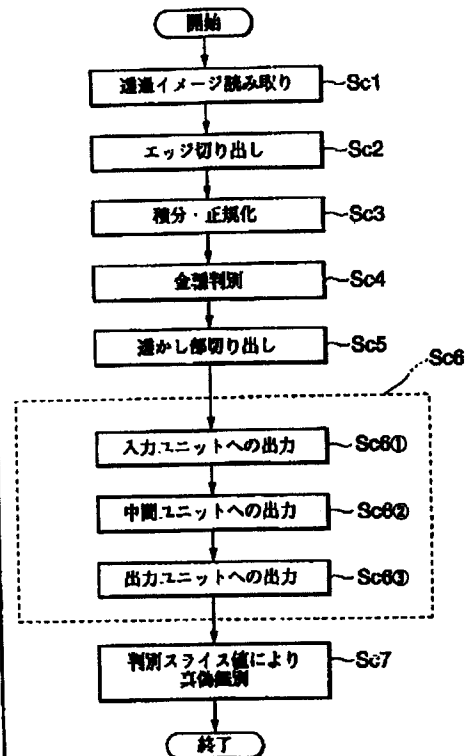 開始
透過イメージ読み取り Sc1
エッジ切り出し Sc2
積分・正規化 Sc3
金種判別 Sc4
透かし部切り出し Sc5
Sc6
入力ユニットへの出力 Sc6①
中間ユニットへの出力 Sc6②
出力ユニットへの出力 Sc6③
判別スライス値により Sc7
真偽鑑別
終了